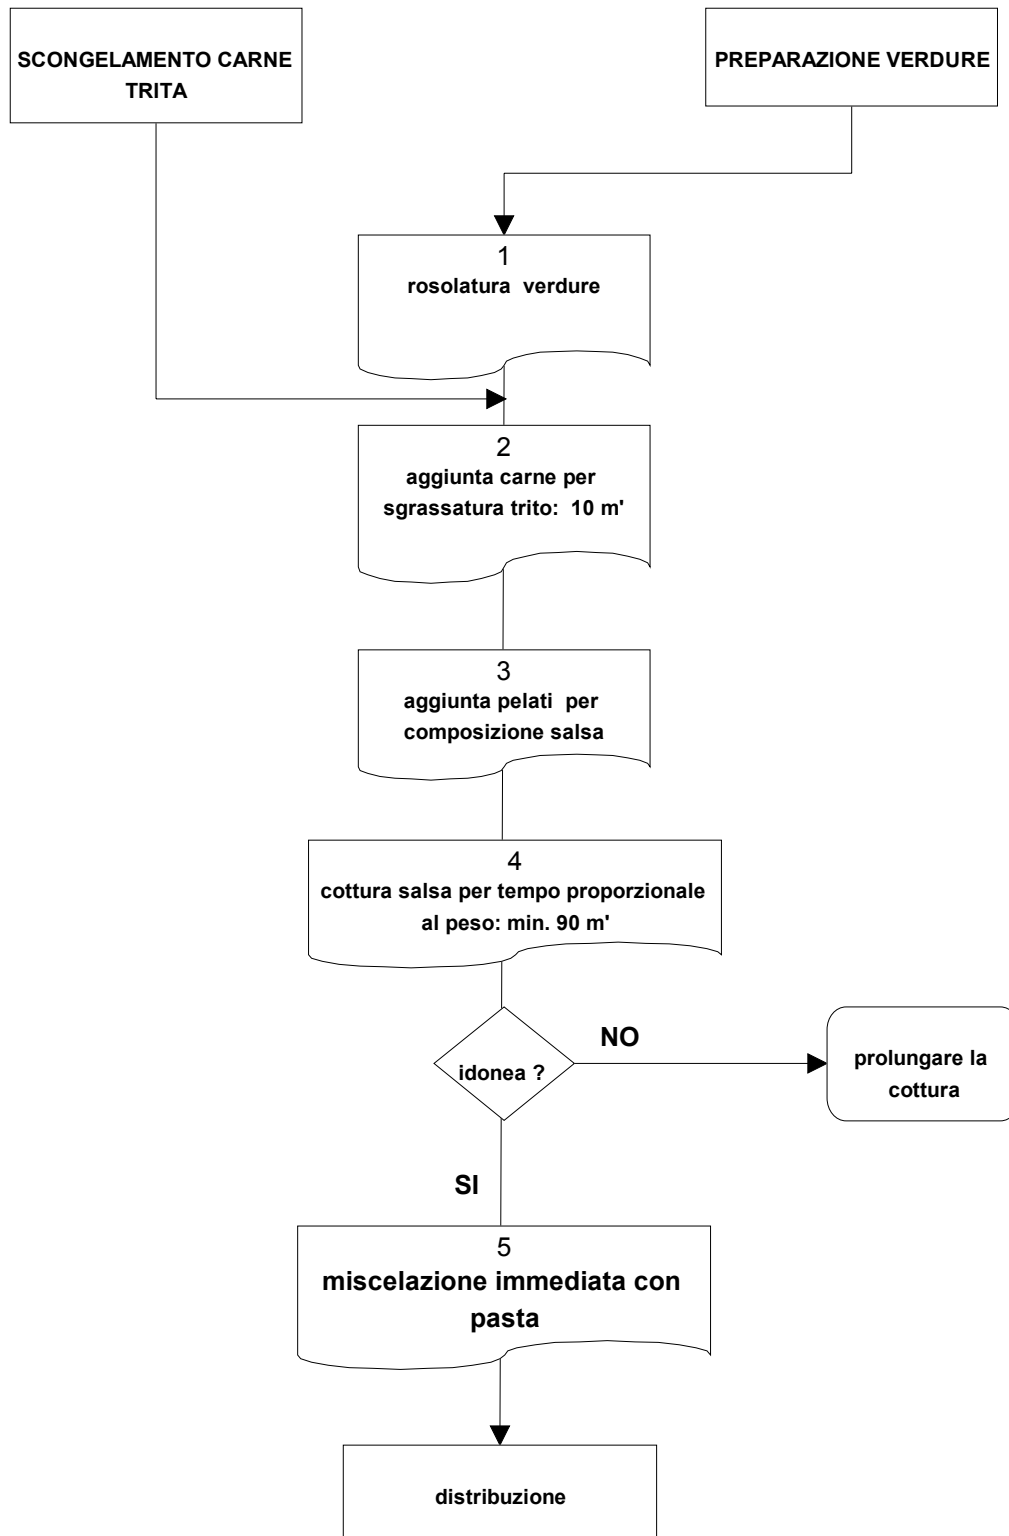 SCONGELAMENTO CARNE
TRITA
PREPARAZIONE VERDURE
1
rosolatura verdure
2
aggiunta carne per
sgrassatura trito: 10 m'
3
aggiunta pelati per
composizione salsa
4
cottura salsa per tempo proporzionale
al peso: min. 90 m'
idonea ?
NO
prolungare la
cottura
SI
5
miscelazione immediata con
pasta
distribuzione